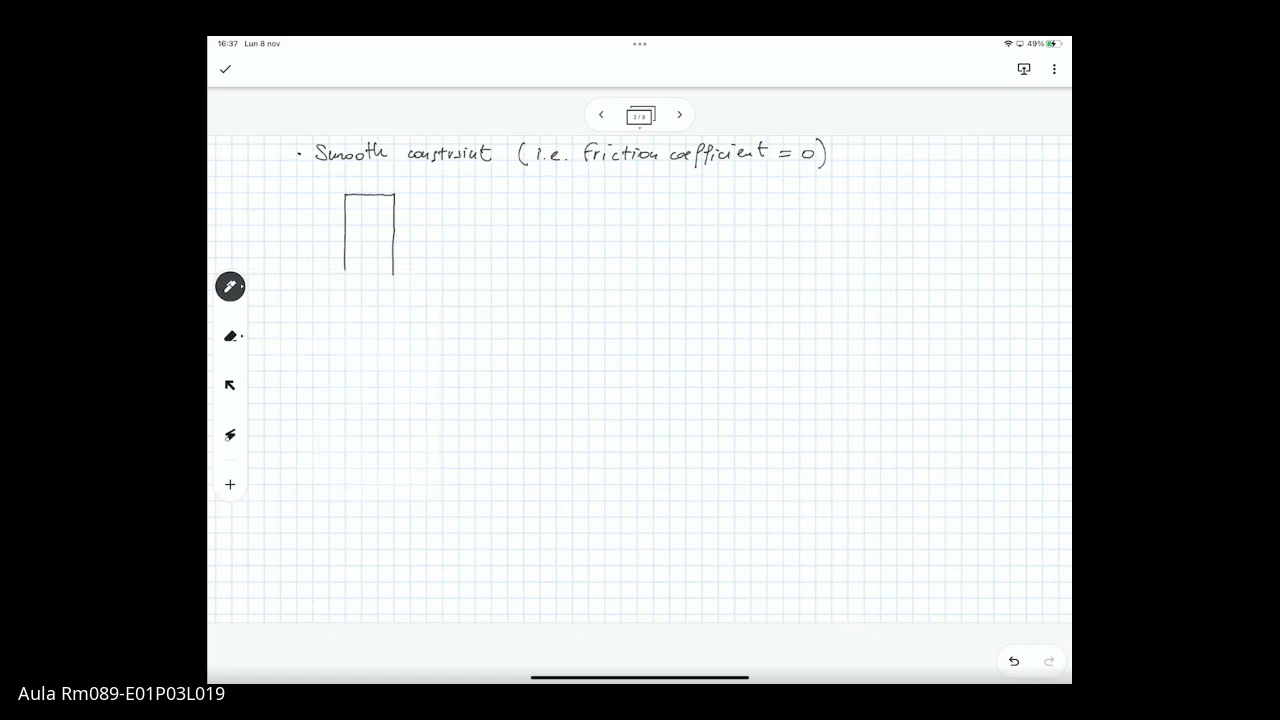 16:37 Lun 8 nov
49%
3 / 8
· Smooth constraint (i.e. friction coefficient = 0)
Aula Rm089-E01P03L019